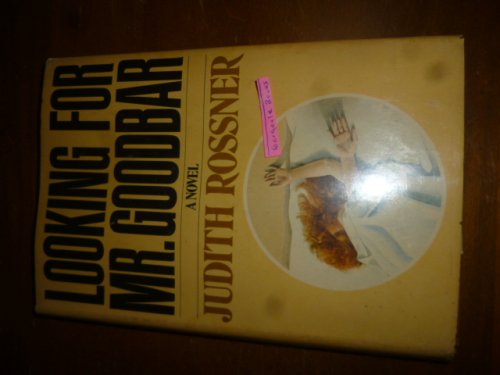 LOOKING FOR
MR. GOODBAR
A NOVEL
JUDITH ROSSNER